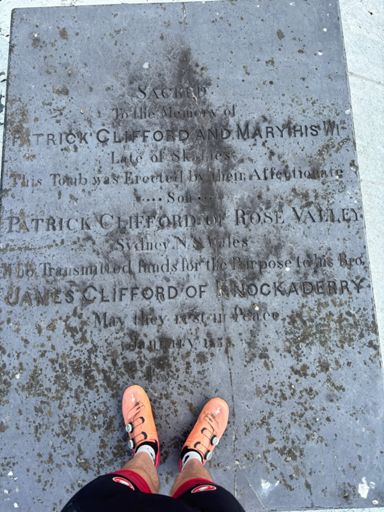 SACRED
To the Memory of
PATRICK CLIFFORD AND MARY HIS WI
Late of
This Tomb was Erected by their Affectionate
Son
PATRICK CLIFFORD OF ROSE VALLEY
Sydney N.S. Wales
Who Transmitted funds for the Purpose to his Bro.
JAMES CLIFFORD OF KNOCKADERRY
May they rest in Peace